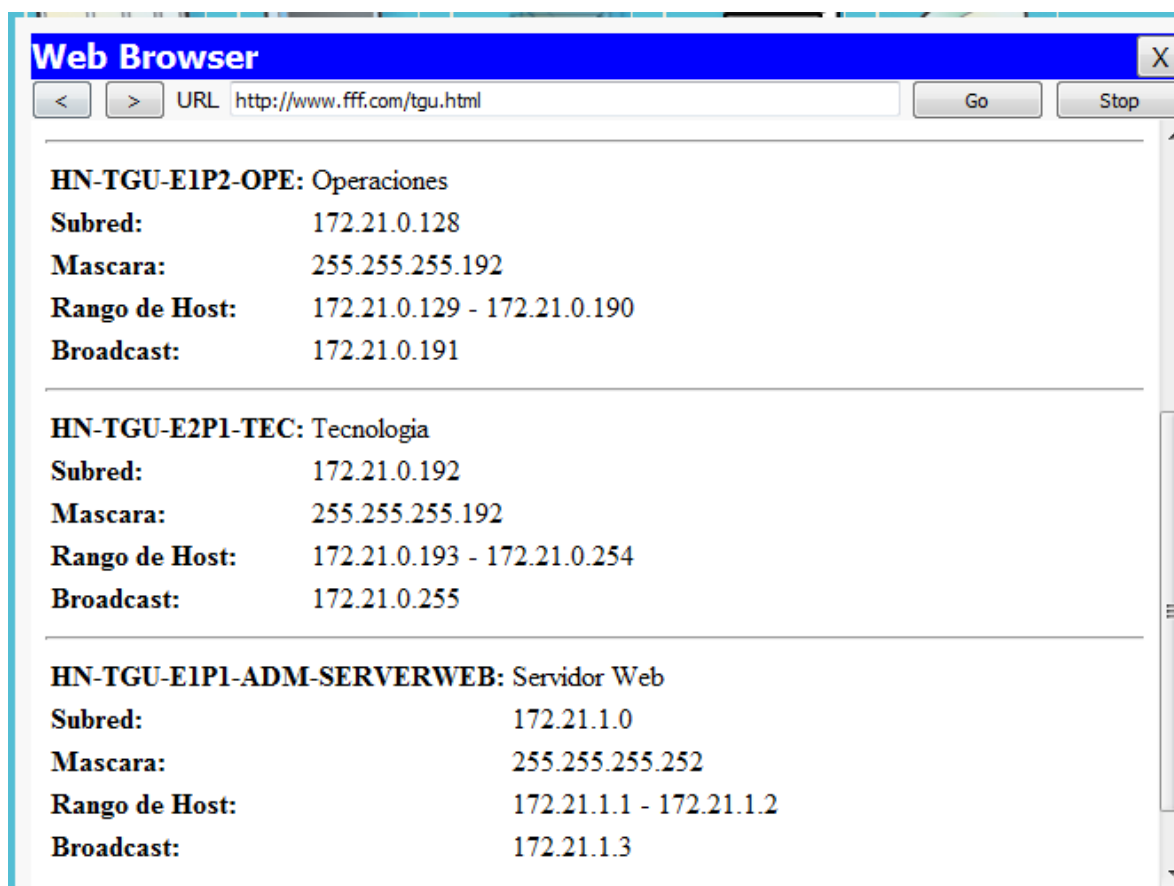 Web Browser
X
< > URL http://www.fff.com/tgu.html Go Stop
HN-TGU-E1P2-OPE: Operaciones
Subred: 172.21.0.128
Mascara: 255.255.255.192
Rango de Host: 172.21.0.129 - 172.21.0.190
Broadcast: 172.21.0.191
HN-TGU-E2P1-TEC: Tecnologia
Subred: 172.21.0.192
Mascara: 255.255.255.192
Rango de Host: 172.21.0.193 - 172.21.0.254
Broadcast: 172.21.0.255
HN-TGU-E1P1-ADM-SERVERWEB: Servidor Web
Subred: 172.21.1.0
Mascara: 255.255.255.252
Rango de Host: 172.21.1.1 - 172.21.1.2
Broadcast: 172.21.1.3